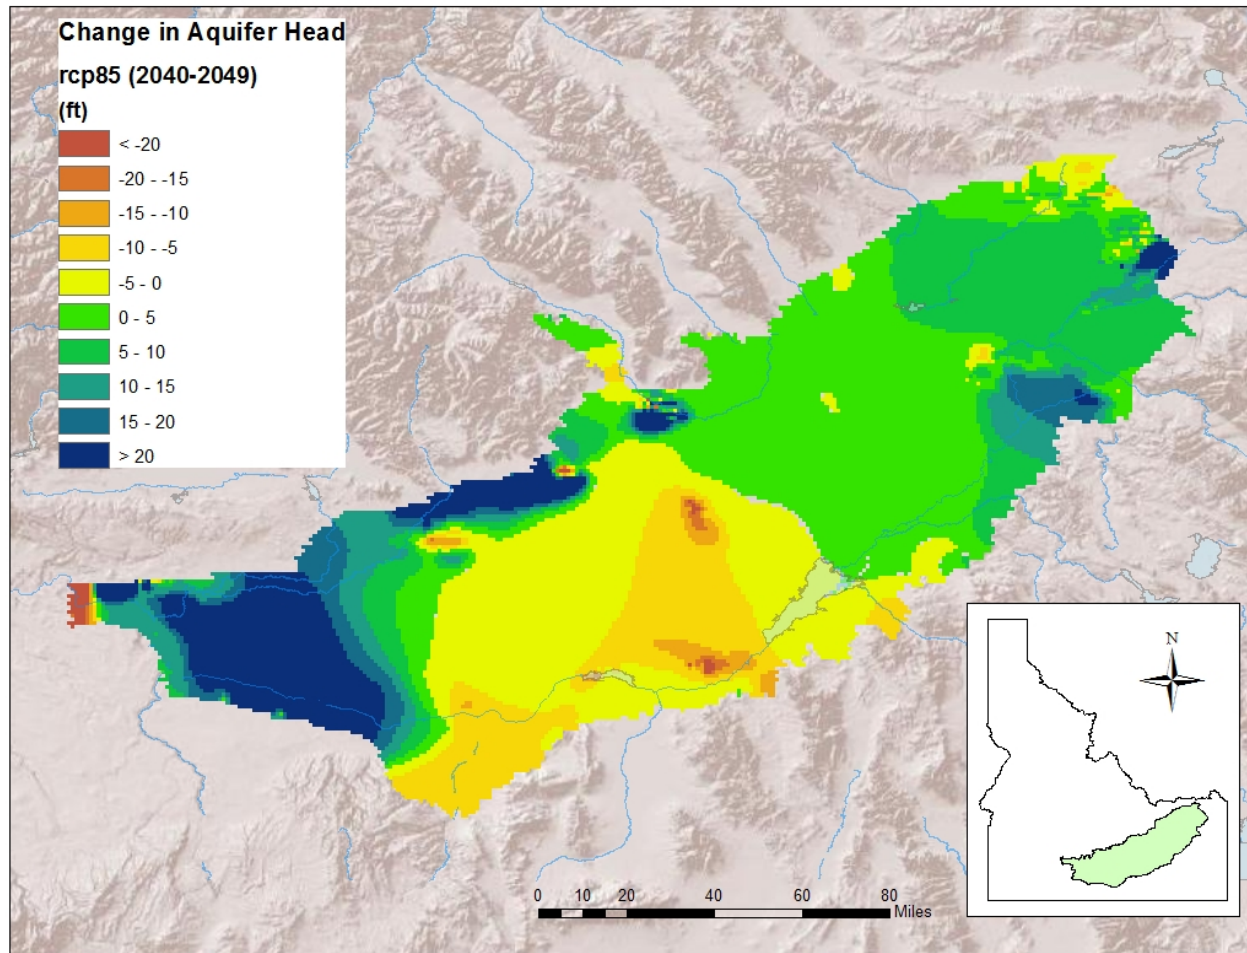 Change in Aquifer Head
rcp85 (2040-2049)
(ft)
< -20
-20 - -15
-15 - -10
-10 - -5
-5 - 0
0 - 5
5 - 10
10 - 15
15 - 20
> 20
N
0 10 20 40 60 80
Miles